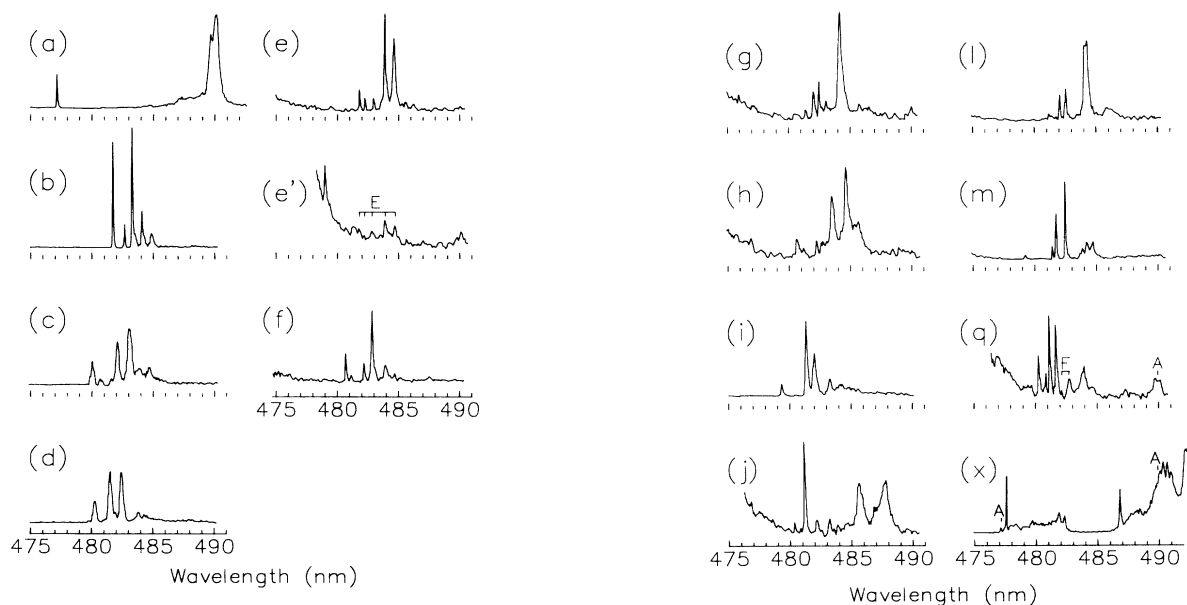 (a)
(e)
(b)
(e')
E
(c)
(f)
475 480 485 490
(d)
475 480 485 490
Wavelength (nm)
(g)
(l)
(h)
(m)
(i)
(q)
E
A
(j)
(x)
A
A
475 480 485 490
475 480 485 490
Wavelength (nm)